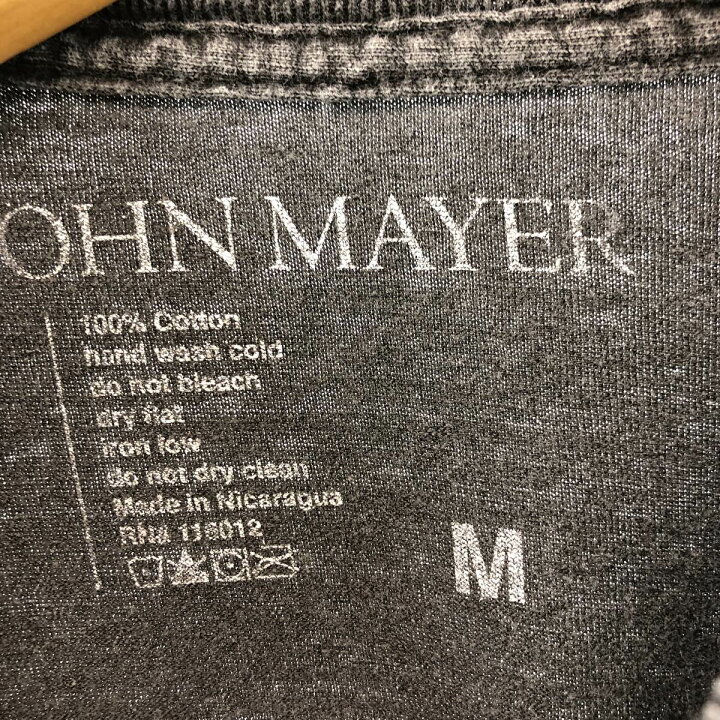 OHN MAYER
100% Cotton
hand wash cold
do not bleach
dry flat
iron low
do not dry clean
Made in Nicaragua
RN# 116012
M